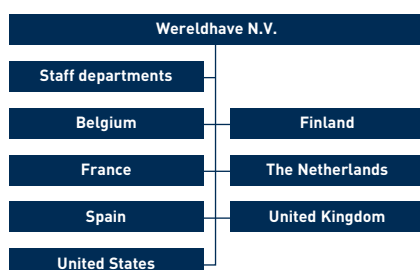 Wereldhave N.V.
Staff departments
Belgium
Finland
France
The Netherlands
Spain
United Kingdom
United States